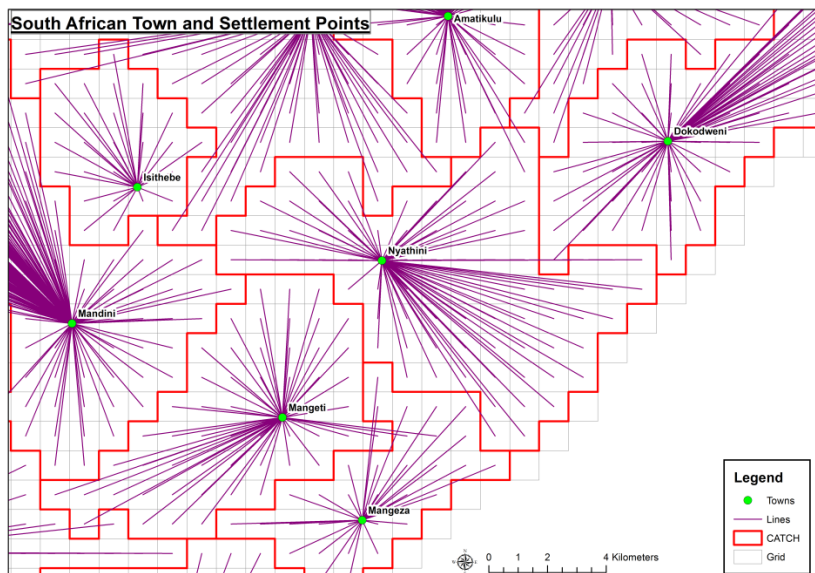 South African Town and Settlement Points
Amatikulu
Dokodweni
Isithebe
Nyathini
Mandini
Mangeti
Mangeza
Legend
Towns
Lines
CATCH
Grid
0 1 2 4 Kilometers